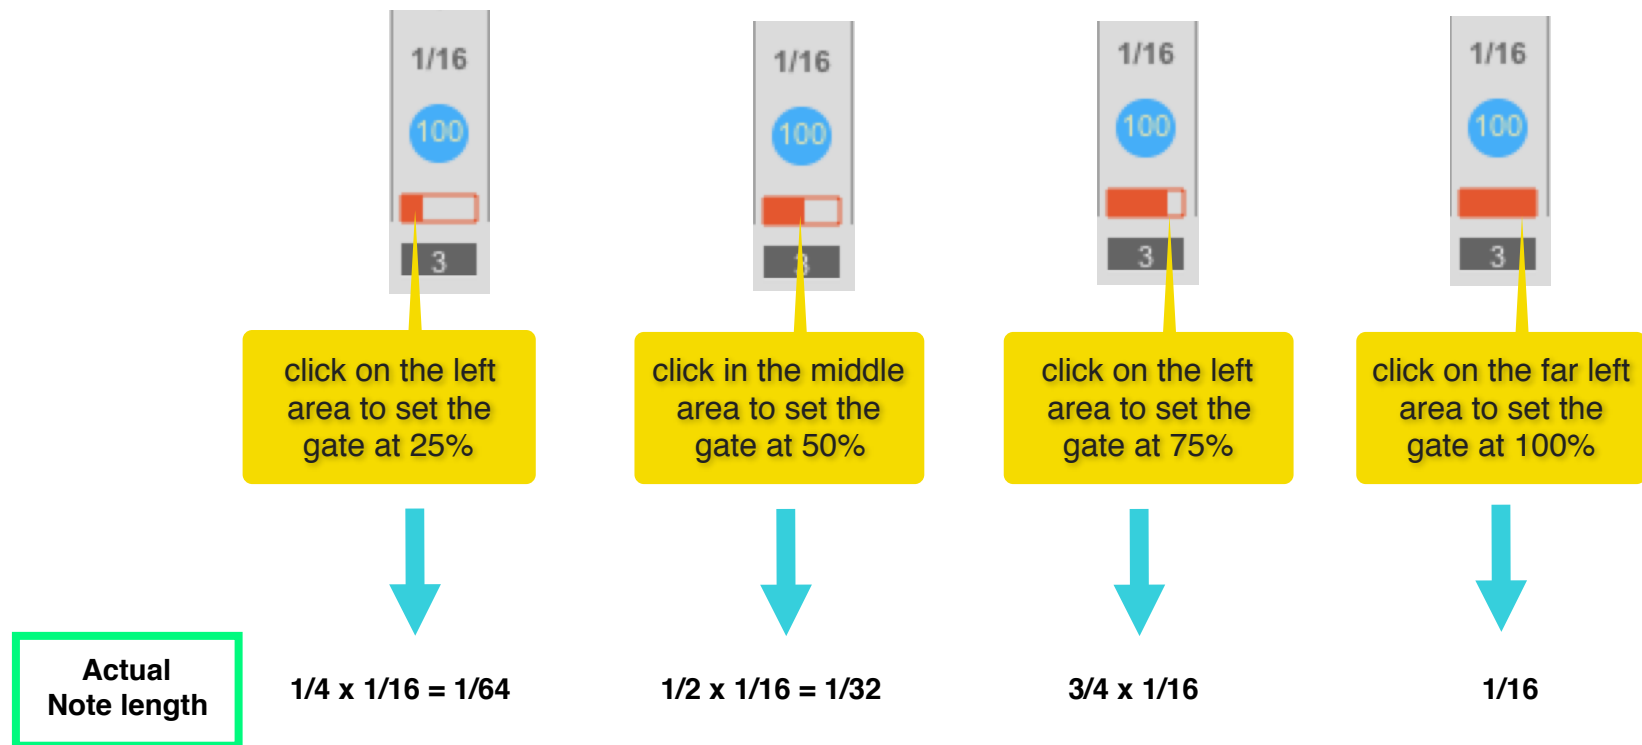 1/16
100
3
click on the left
area to set the
gate at 25%
1/16
100
3
click in the middle
area to set the
gate at 50%
1/16
100
3
click on the left
area to set the
gate at 75%
1/16
100
3
click on the far left
area to set the
gate at 100%
Actual
Note length
1/4 x 1/16 = 1/64
1/2 x 1/16 = 1/32
3/4 x 1/16
1/16